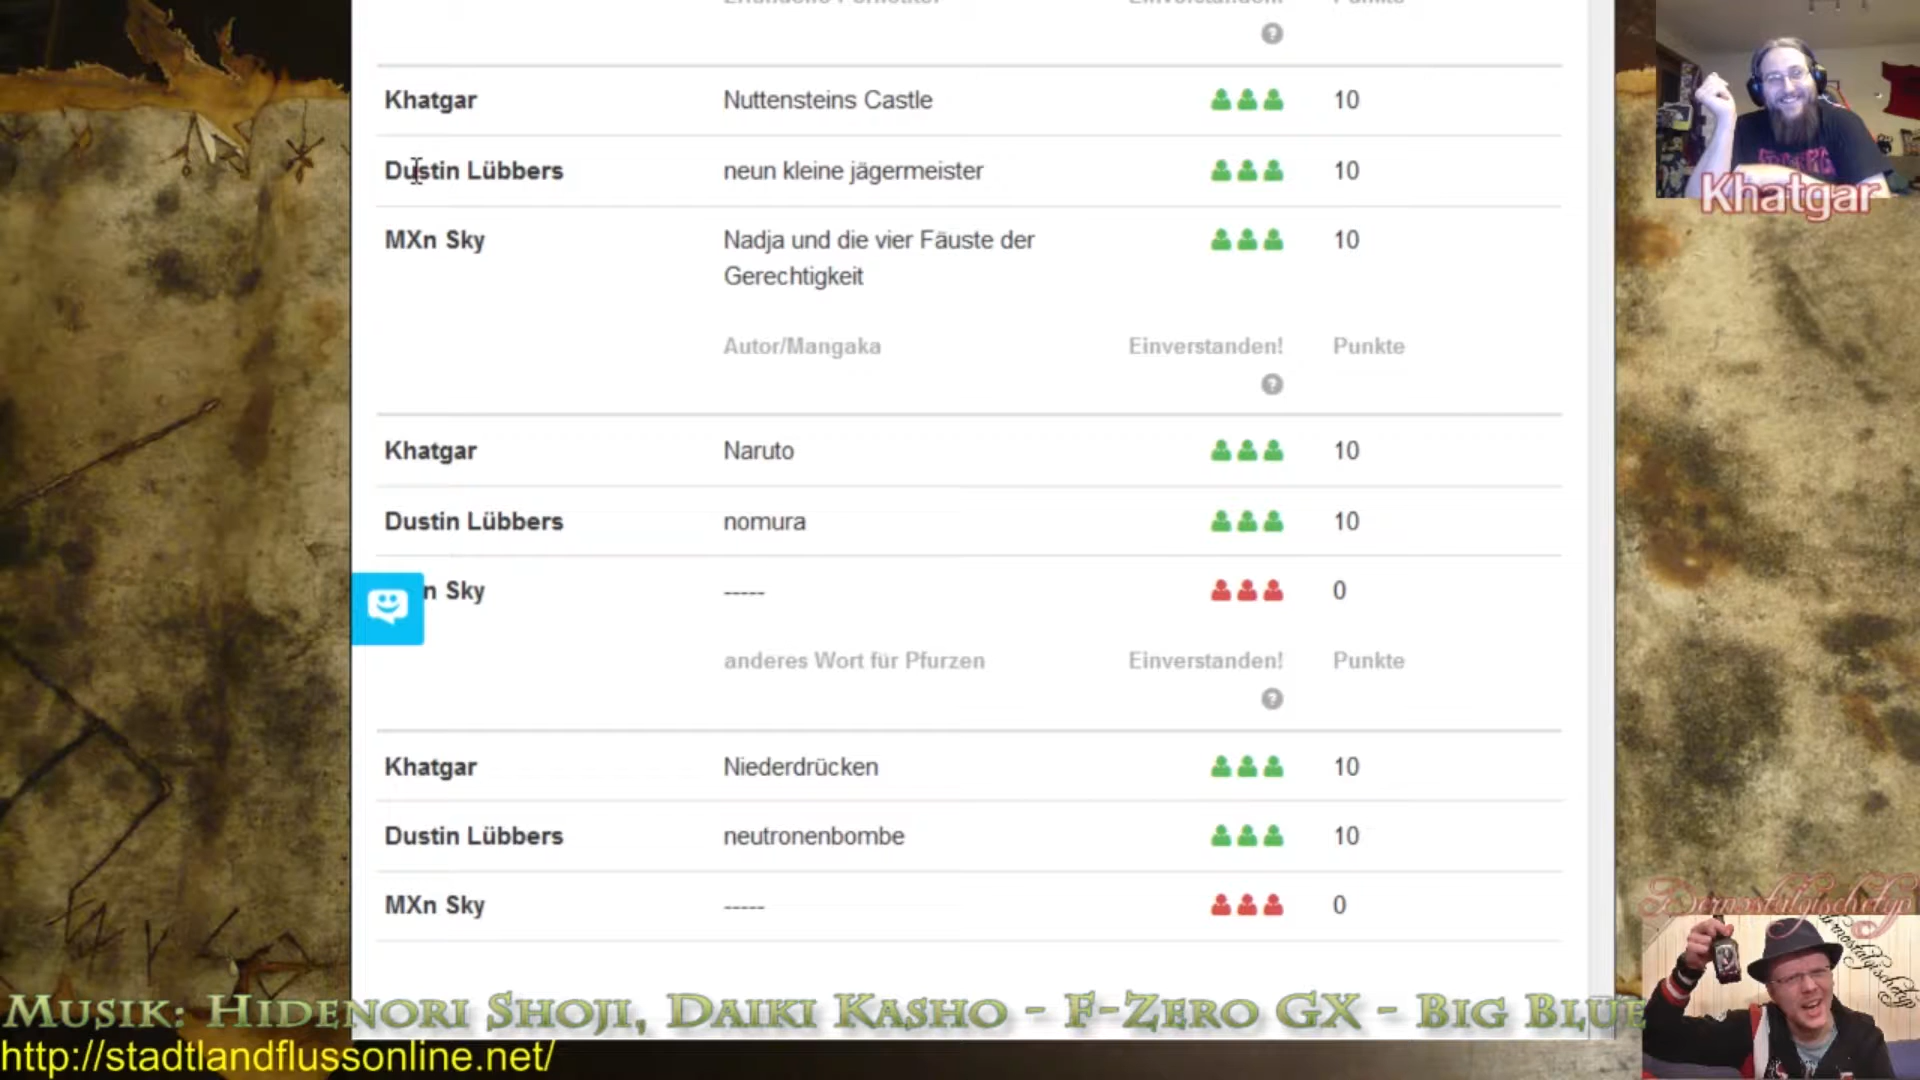 Einverstanden! Punkte
Khatgar Nuttensteins Castle 10
Dustin Lübbers neun kleine jägermeister 10
MXn Sky Nadja und die vier Fäuste der 10
Gerechtigkeit
Autor/Mangaka Einverstanden! Punkte
Khatgar Naruto 10
Dustin Lübbers nomura 10
n Sky ----- 0
anderes Wort für Pfurzen Einverstanden! Punkte
Khatgar Niederdrücken 10
Dustin Lübbers neutronenbombe 10
MXn Sky ----- 0
Khatgar
Dernostalgischetyp
Musik: Hidenori Shoji, Daiki Kasho - F-Zero GX - Big Blue
http://stadtlandflussonline.net/